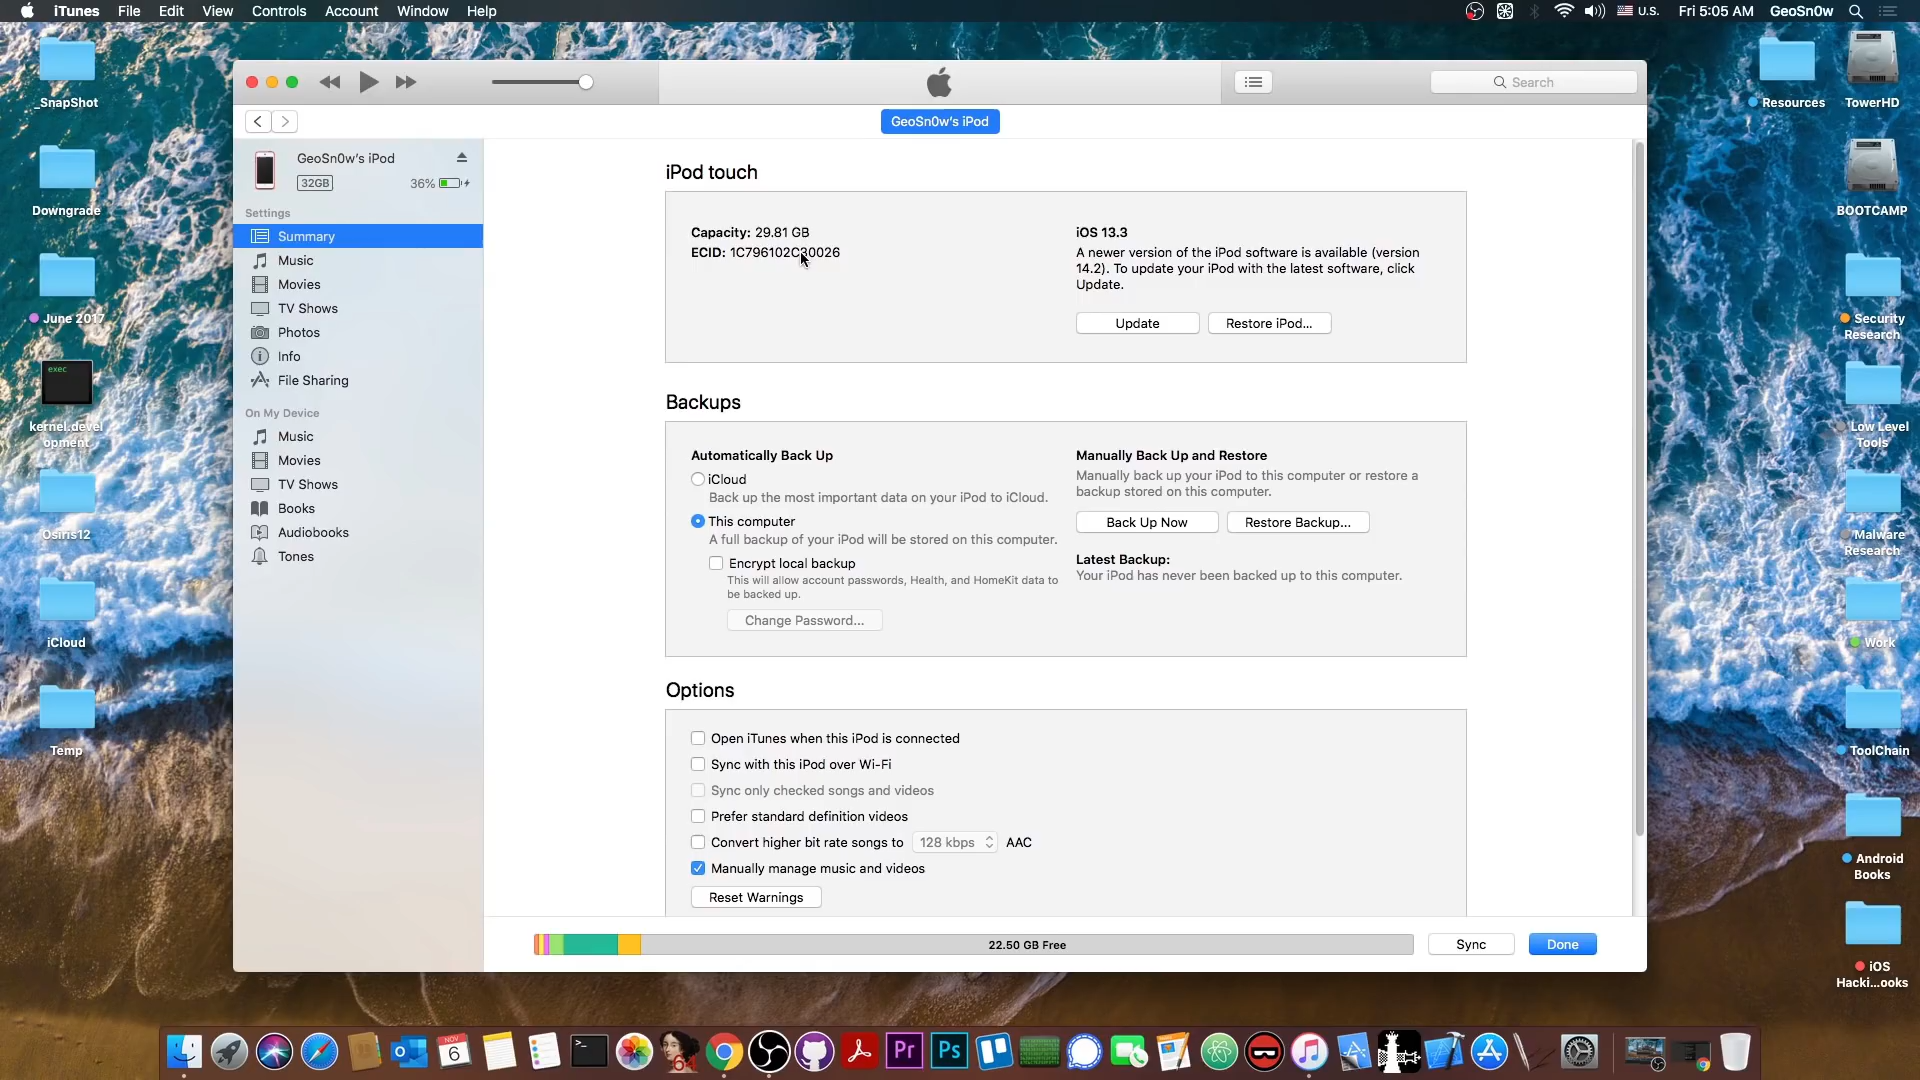 iTunes File Edit View Controls Account Window Help
U.S. Fri 5:05 AM GeoSn0w
Search
GeoSn0w's iPod
GeoSn0w's iPod
32GB 36%
Settings
Summary
Music
Movies
TV Shows
Photos
Info
File Sharing
On My Device
Music
Movies
TV Shows
Books
Audiobooks
Tones
iPod touch
Capacity: 29.81 GB
ECID: 1C796102C30026
iOS 13.3
A newer version of the iPod software is available (version
14.2). To update your iPod with the latest software, click
Update.
Update Restore iPod...
Backups
Automatically Back Up
iCloud
Back up the most important data on your iPod to iCloud.
This computer
A full backup of your iPod will be stored on this computer.
Encrypt local backup
This will allow account passwords, Health, and HomeKit data to
be backed up.
Change Password...
Manually Back Up and Restore
Manually back up your iPod to this computer or restore a
backup stored on this computer.
Back Up Now Restore Backup...
Latest Backup:
Your iPod has never been backed up to this computer.
Options
Open iTunes when this iPod is connected
Sync with this iPod over Wi-Fi
Sync only checked songs and videos
Prefer standard definition videos
Convert higher bit rate songs to 128 kbps AAC
Manually manage music and videos
Reset Warnings
22.50 GB Free
Sync Done
_SnapShot
Downgrade
June 2017
exec
kernel.devel
opment
Osiris12
iCloud
Temp
Resources
TowerHD
BOOTCAMP
Security
Research
Low Level
Tools
Malware
Research
Work
ToolChain
Android
Books
iOS
Hacki...ooks
NOV
6
64
Pr
Ps